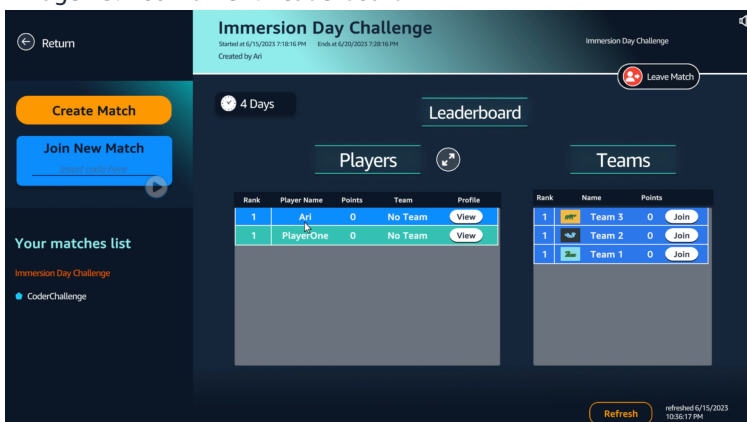 Return
Create Match
Join New Match
Insert code here
Your matches list
Immersion Day Challenge
CoderChallenge
Immersion Day Challenge
Started at 6/15/2023 7:18:16 PM Ends at 6/20/2023 7:28:16 PM
Created by Ari
Immersion Day Challenge
Leave Match
4 Days
Leaderboard
Players
Rank Player Name Points Team Profile
1 Ari 0 No Team View
1 PlayerOne 0 No Team View
Teams
Rank Name Points
1 Team 3 0 Join
1 Team 2 0 Join
1 Team 1 0 Join
Refresh
refreshed 6/15/2023
10:36:17 PM